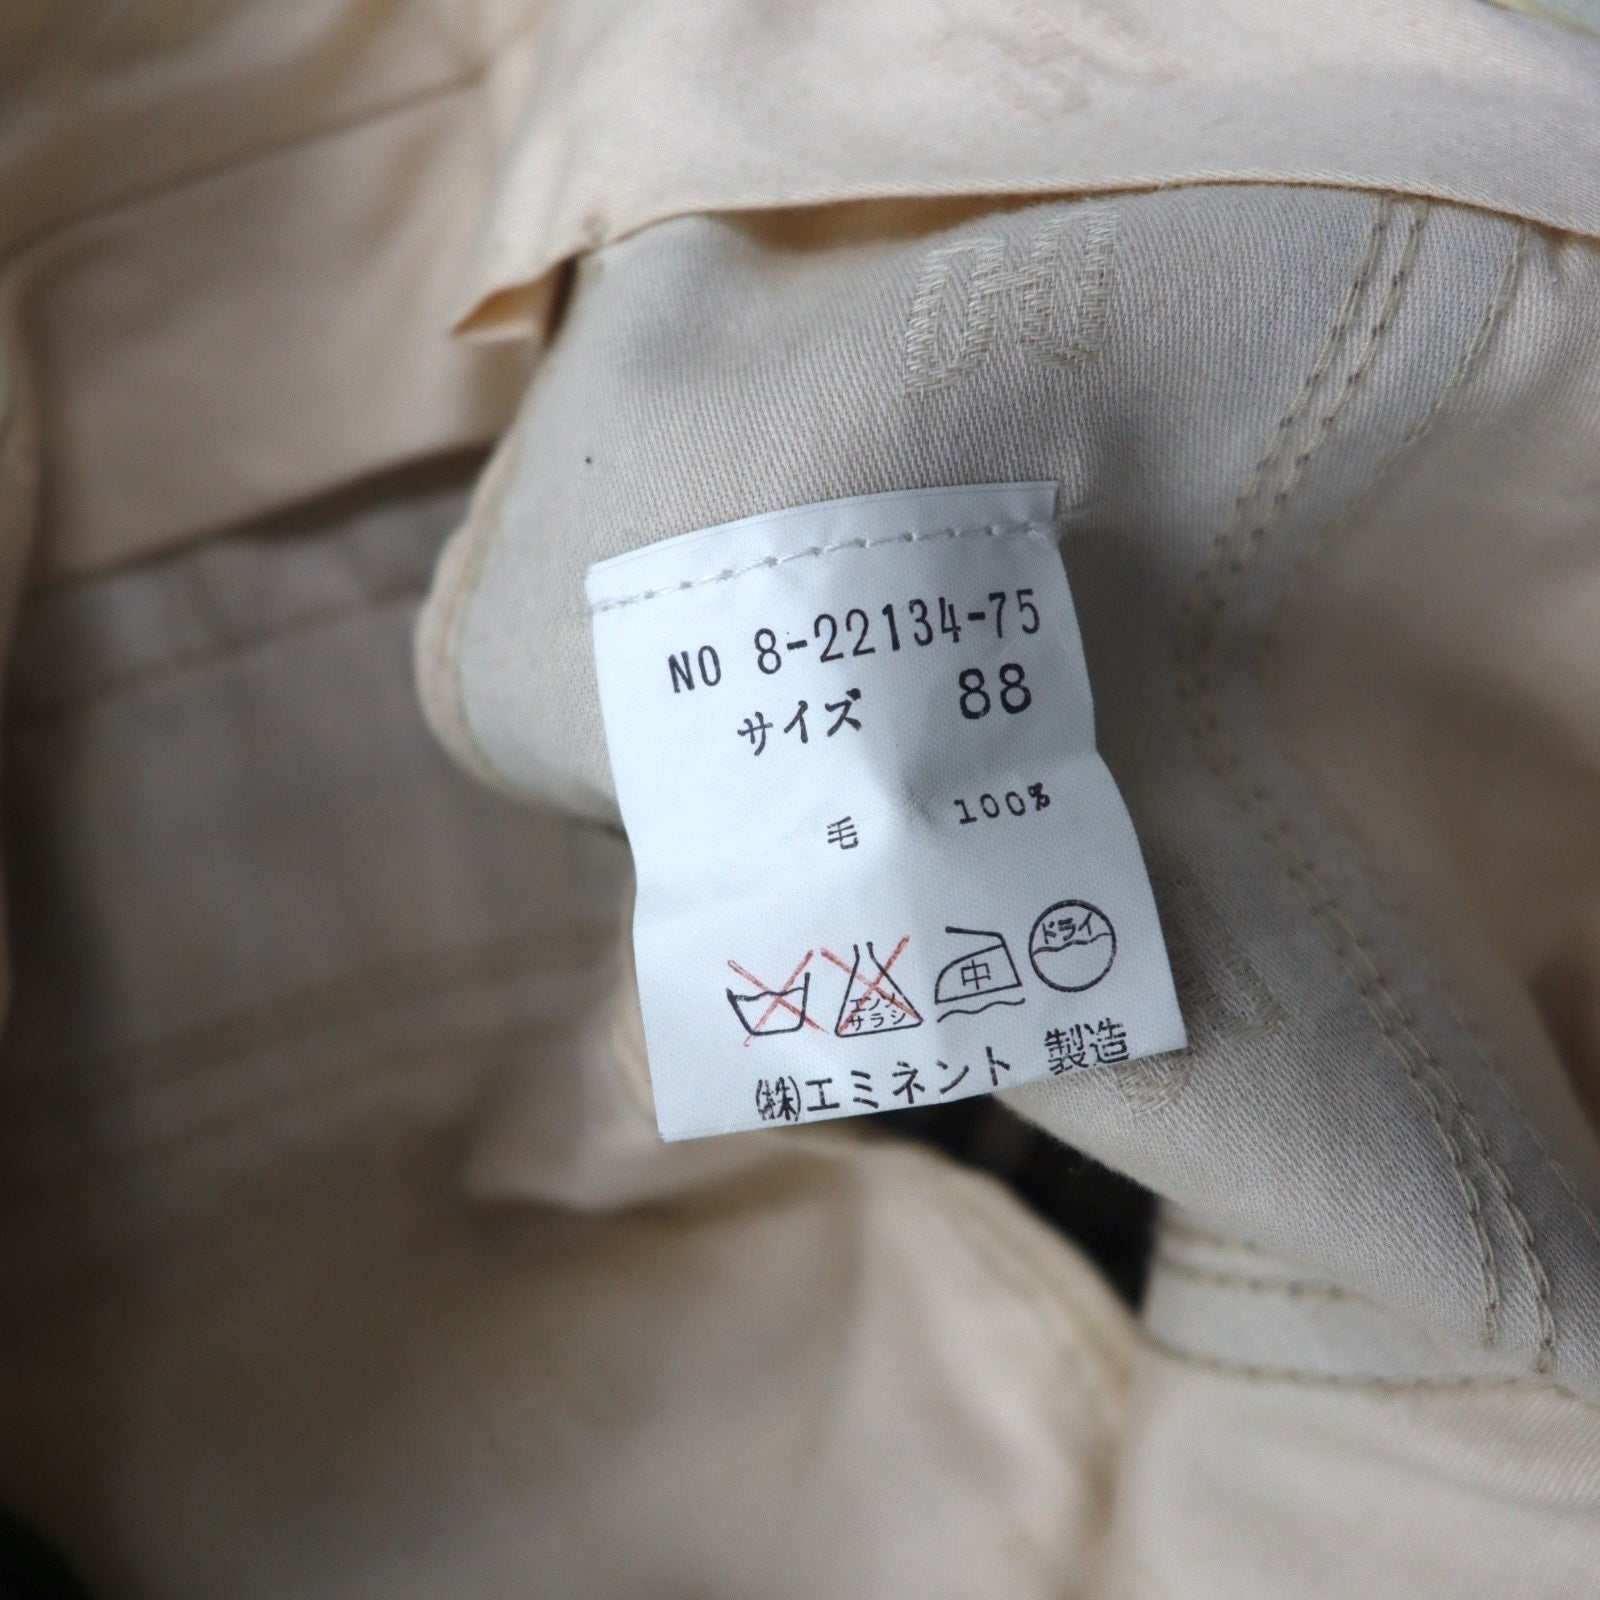 NO 8-22134-75
サイズ 88
毛 100%
エンソ サラシ 中 ドライ
㈱エミネント 製造